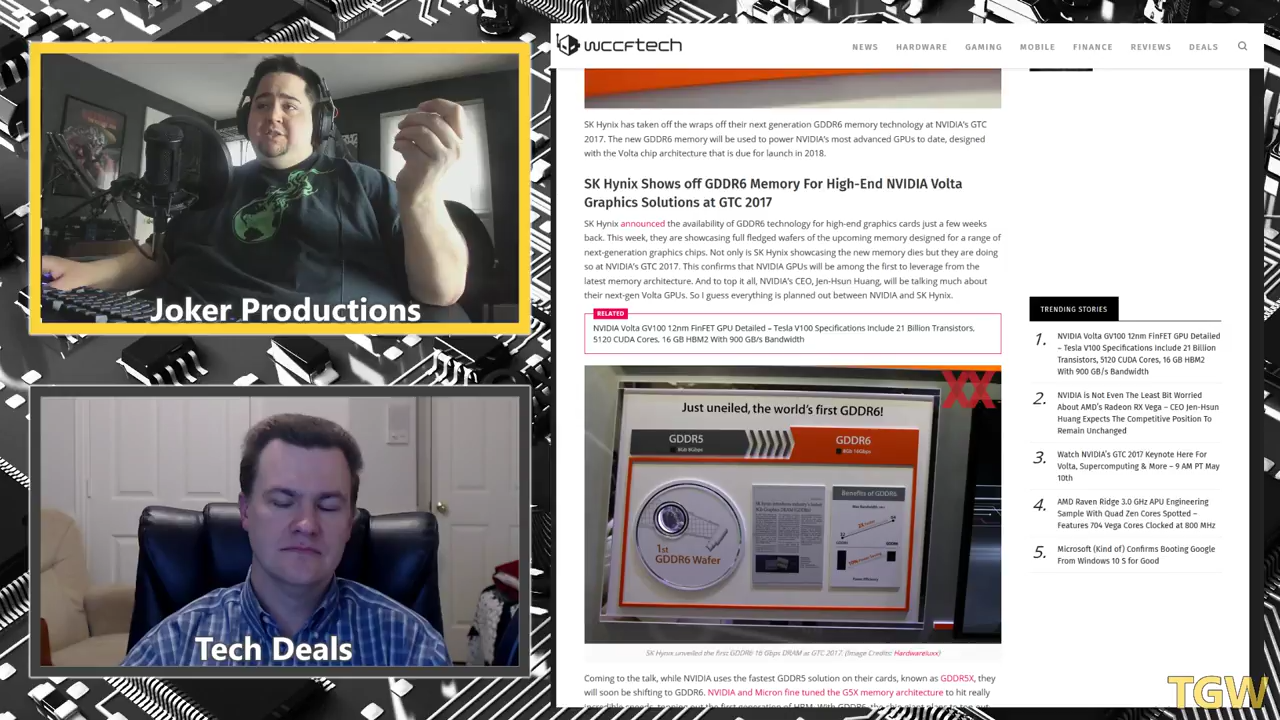 wccftech
NEWS HARDWARE GAMING MOBILE FINANCE REVIEWS DEALS
SK Hynix has taken off the wraps off their next generation GDDR6 memory technology at NVIDIA's GTC
2017. The new GDDR6 memory will be used to power NVIDIA's most advanced GPUs to date, designed
with the Volta chip architecture that is due for launch in 2018.
SK Hynix Shows off GDDR6 Memory For High-End NVIDIA Volta
Graphics Solutions at GTC 2017
SK Hynix announced the availability of GDDR6 technology for high-end graphics cards just a few weeks
back. This week, they are showcasing full fledged wafers of the upcoming memory designed for a range of
next-generation graphics chips. Not only is SK Hynix showcasing the new memory dies but they are doing
so at NVIDIA's GTC 2017. This confirms that NVIDIA GPUs will be among the first to leverage from the
latest memory architecture. And to top it all, NVIDIA's CEO, Jen-Hsun Huang, will be talking much about
their next-gen Volta GPUs. So I guess everything is planned out between NVIDIA and SK Hynix.
RELATED
NVIDIA Volta GV100 12nm FinFET GPU Detailed – Tesla V100 Specifications Include 21 Billion Transistors,
5120 CUDA Cores, 16 GB HBM2 With 900 GB/s Bandwidth
XX
Just uneiled, the world's first GDDR6!
GDDR5
GDDR6
1st
GDDR6 Wafer
Benefits of GDDR6
SK Hynix unveiled the first GDDR6 16 Gbps DRAM at GTC 2017. (Image Credits: Hardwareluxx)
Coming to the talk, while NVIDIA uses the fastest GDDR5 solution on their cards, known as GDDR5X, they
will soon be shifting to GDDR6. NVIDIA and Micron fine tuned the G5X memory architecture to hit really
TRENDING STORIES
1. NVIDIA Volta GV100 12nm FinFET GPU Detailed
– Tesla V100 Specifications Include 21 Billion
Transistors, 5120 CUDA Cores, 16 GB HBM2
With 900 GB/s Bandwidth
2. NVIDIA is Not Even The Least Bit Worried
About AMD's Radeon RX Vega – CEO Jen-Hsun
Huang Expects The Competitive Position To
Remain Unchanged
3. Watch NVIDIA's GTC 2017 Keynote Here For
Volta, Supercomputing & More – 9 AM PT May
10th
4. AMD Raven Ridge 3.0 GHz APU Engineering
Sample With Quad Zen Cores Spotted –
Features 704 Vega Cores Clocked at 800 MHz
5. Microsoft (Kind of) Confirms Booting Google
From Windows 10 S for Good
Joker Productions
Tech Deals
TGW